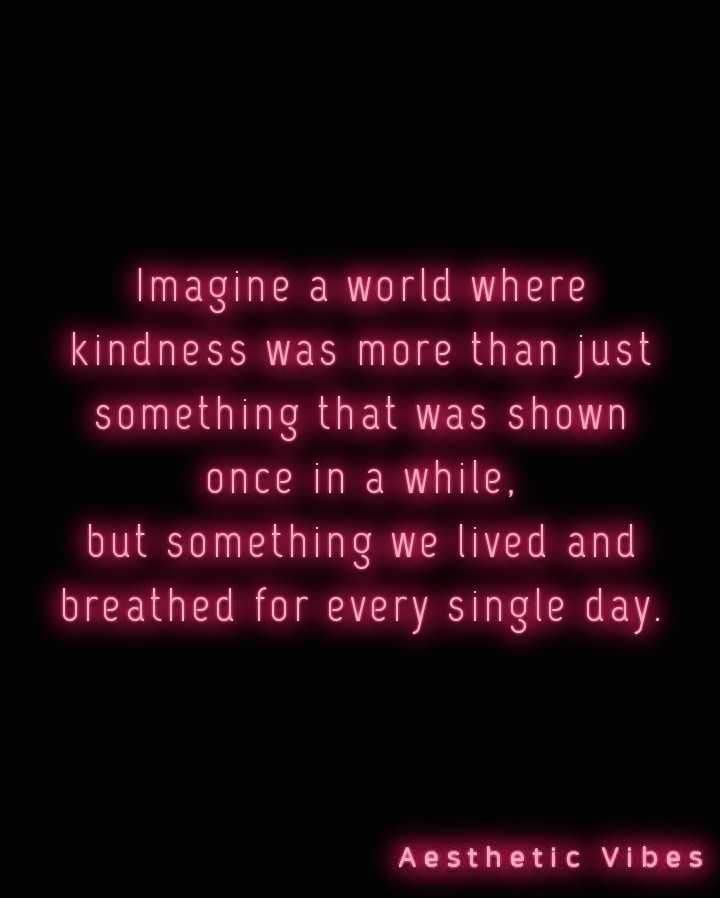 Imagine a world where
kindness was more than just
something that was shown
once in a while,
but something we lived and
breathed for every single day.
Aesthetic Vibes